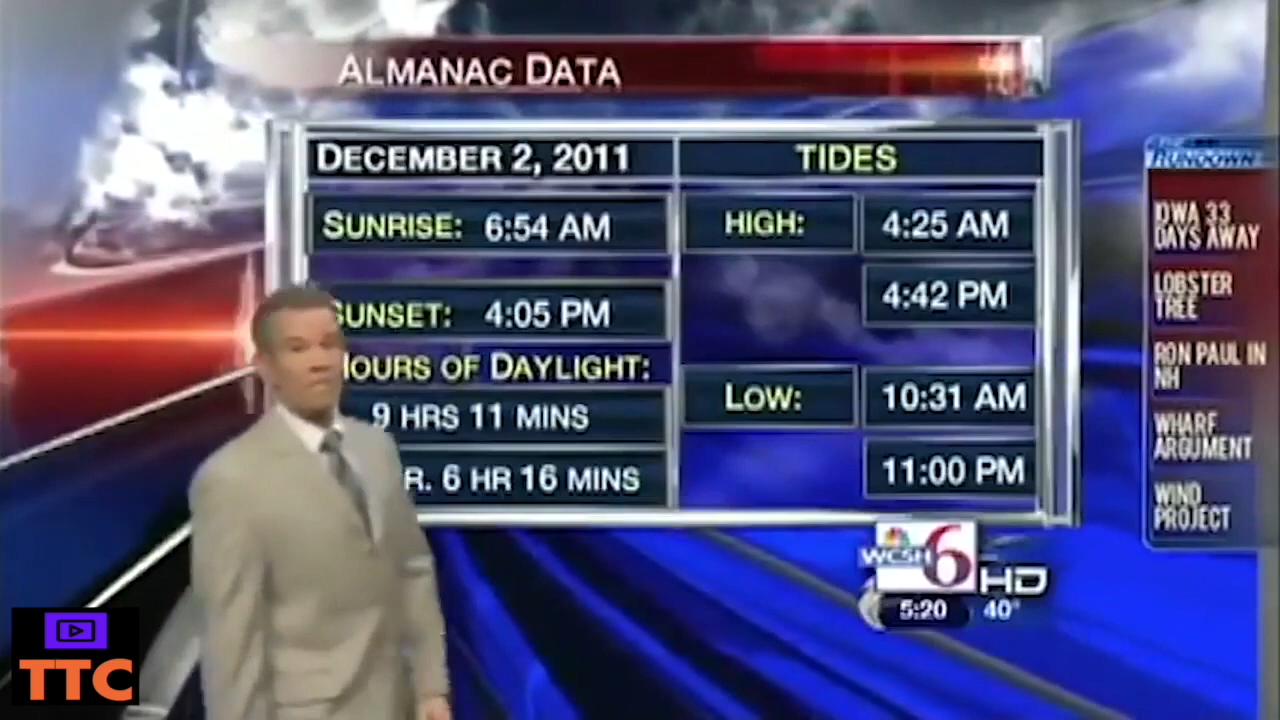 ALMANAC DATA
DECEMBER 2, 2011
SUNRISE: 6:54 AM
SUNSET: 4:05 PM
HOURS OF DAYLIGHT:
9 HRS 11 MINS
R. 6 HR 16 MINS
TIDES
HIGH: 4:25 AM
4:42 PM
LOW: 10:31 AM
11:00 PM
THE
RUNDOWN
IOWA 33
DAYS AWAY
LOBSTER
TREE
RON PAUL IN
NH
WHARF
ARGUMENT
WIND
PROJECT
WCSH 6
HD
5:20 40°
TTC